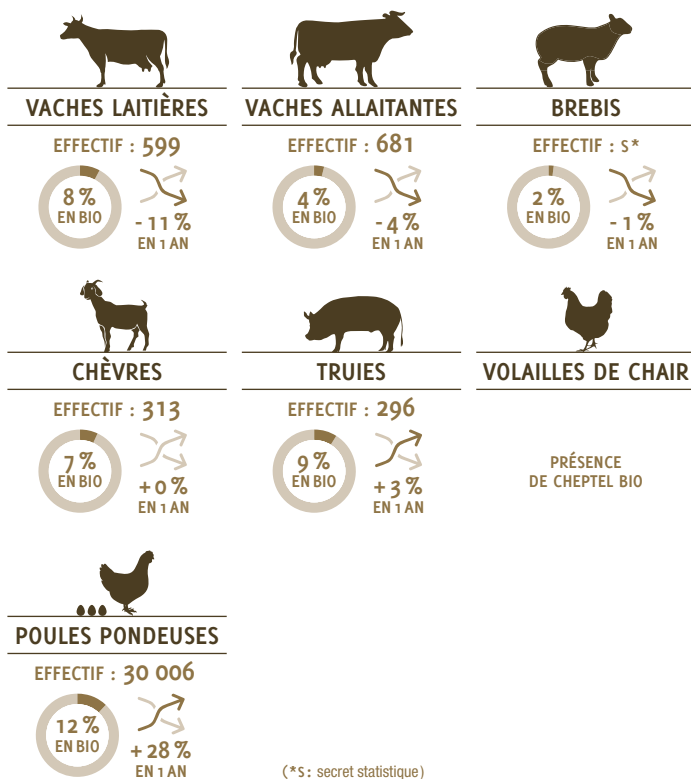 VACHES LAITIÈRES
EFFECTIF : 599
8 %
EN BIO
- 11 %
EN 1 AN
VACHES ALLAITANTES
EFFECTIF : 681
4 %
EN BIO
- 4 %
EN 1 AN
BREBIS
EFFECTIF : S*
2 %
EN BIO
- 1 %
EN 1 AN
CHÈVRES
EFFECTIF : 313
7 %
EN BIO
+ 0 %
EN 1 AN
TRUIES
EFFECTIF : 296
9 %
EN BIO
+ 3 %
EN 1 AN
VOLAILLES DE CHAIR
PRÉSENCE
DE CHEPTEL BIO
POULES PONDEUSES
EFFECTIF : 30 006
12 %
EN BIO
+ 28 %
EN 1 AN
(*S : secret statistique)